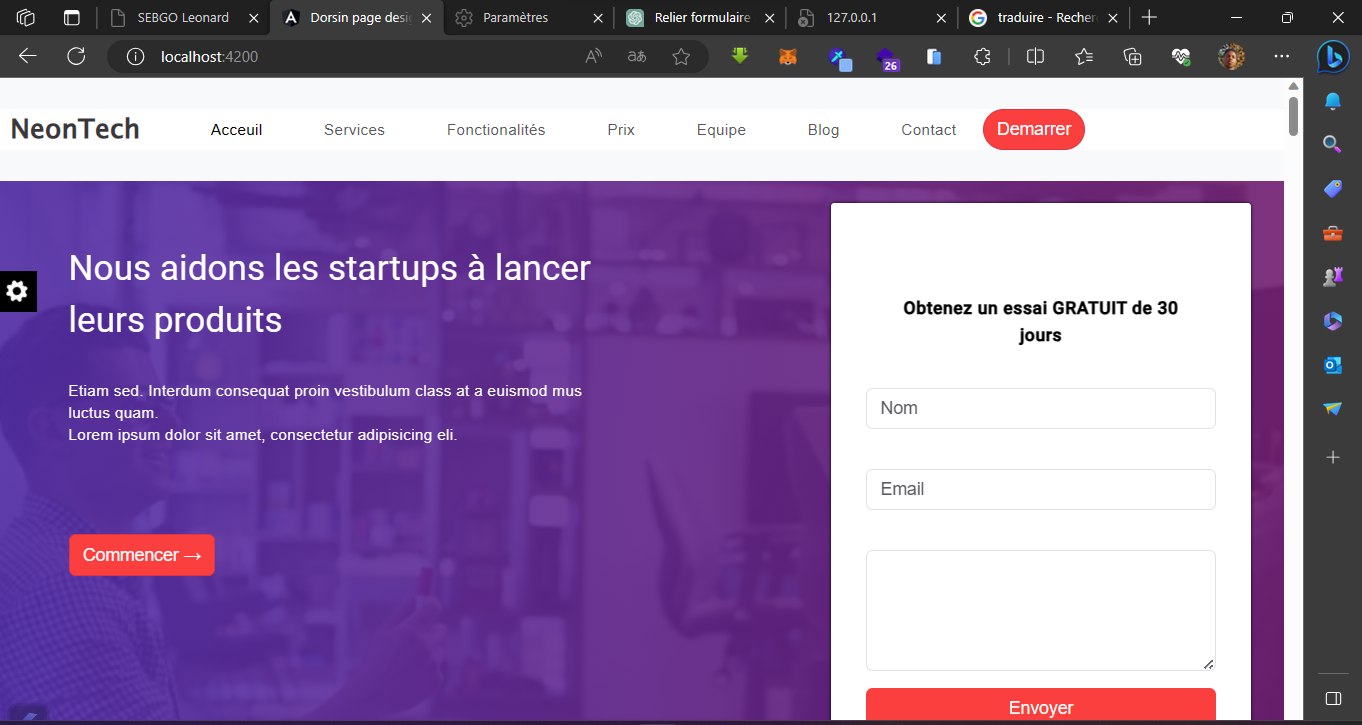 SEBGO Leonard
Dorsin page desig
Paramètres
Relier formulaire
127.0.0.1
traduire - Recher
localhost:4200
26
NeonTech
Acceuil
Services
Fonctionalités
Prix
Equipe
Blog
Contact
Demarrer
Nous aidons les startups à lancer
leurs produits
Etiam sed. Interdum consequat proin vestibulum class at a euismod mus
luctus quam.
Lorem ipsum dolor sit amet, consectetur adipisicing eli.
Commencer →
Obtenez un essai GRATUIT de 30
jours
Nom
Email
Envoyer